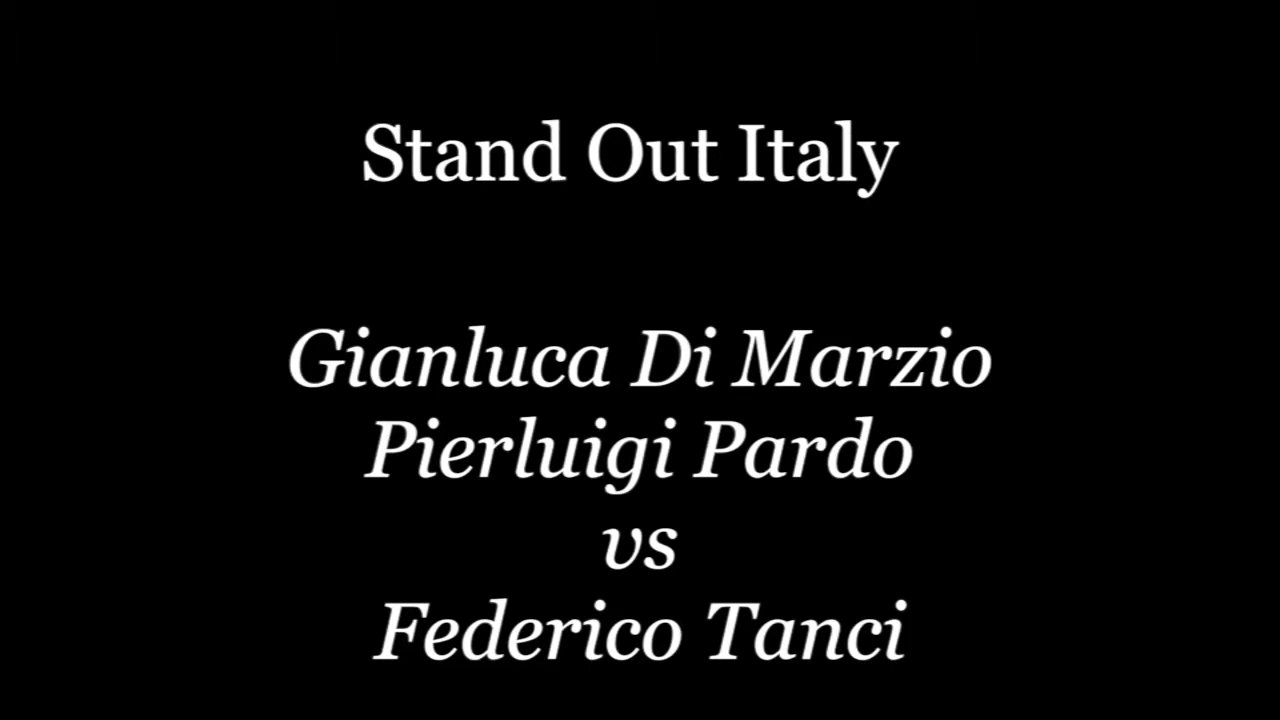 Stand Out Italy
Gianluca Di Marzio
Pierluigi Pardo
vs
Federico Tanci